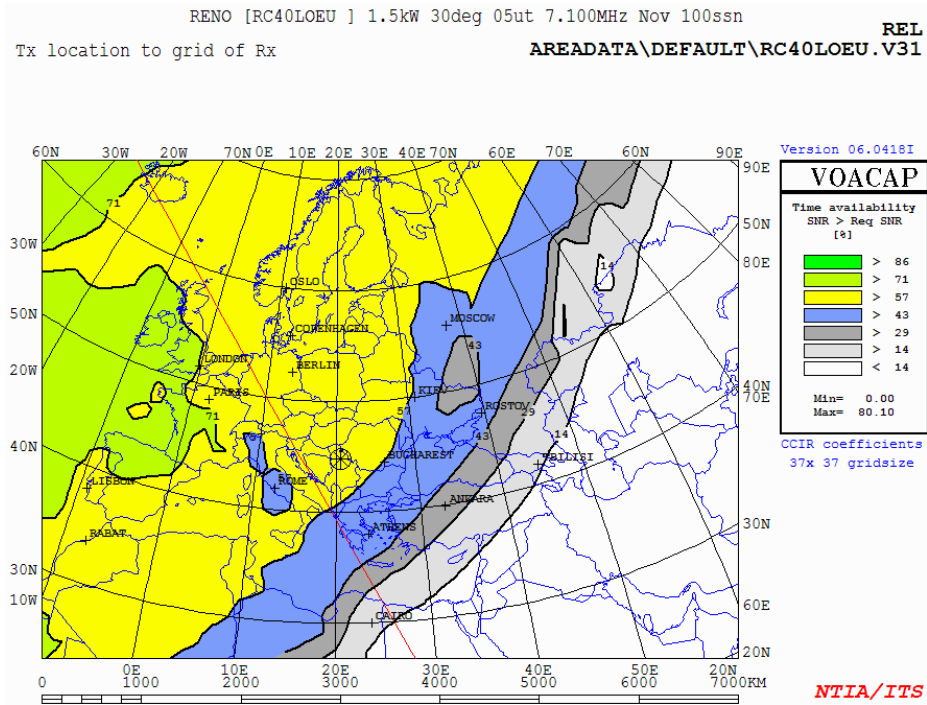 RENO [RC40LOEU ] 1.5kW 30deg 05ut 7.100MHz Nov 100ssn
REL
Tx location to grid of Rx
AREADATA\DEFAULT\RC40LOEU.V31
60N 30W 20W 70N 0E 10E 20E 30E 40E 70N 60E 70E 60N 90E
Version 06.0418I
VOACAP
Time availability
SNR > Req SNR
[%]
> 86
> 71
> 57
> 43
> 29
> 14
< 14
Min= 0.00
Max= 80.10
CCIR coefficients
37x 37 gridsize
90E
50N
80E
40N
70E
30N
60E
20N
30W
50N
20W
40N
30N
10W
71
14
OSLO
MOSCOW
COPENHAGEN
43
LONDON
BERLIN
PARIS
KIEV
57
ROSTOV
29
71
43
14
BUCHAREST
TBILISI
LISBON
ROME
ANKARA
RABAT
ATHENS
CAIRO
0E 10E 20E 30E 40E 50E 20N
0 1000 2000 3000 4000 5000 6000 7000KM
NTIA/ITS